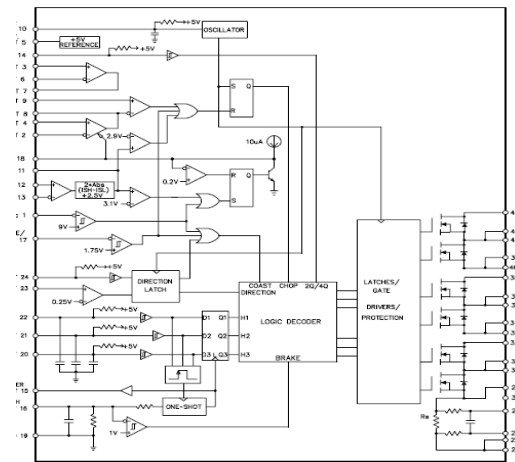 10
OSCILLATOR
+5V
5
+5V
REFERENCE
14
+5V
3
6
7
9
S Q
R
8
4
2
2.9V
10uA
18
11
12
2*Abs
(ISH-ISL)
+2.5V
0.2V
R Q
S
13
3.1V
1
9V
17
1.75V
24
+5V
23
0.25V
DIRECTION
LATCH
COAST CHOP 2Q/4Q
DIRECTION
LOGIC DECODER
BRAKE
LATCHES/
GATE
DRIVERS/
PROTECTION
22
+5V
D1 Q1 H1
21
+5V
D2 Q2 H2
20
+5V
D3 Q3 H3
15
ONE-SHOT
16
1V
19
Rs